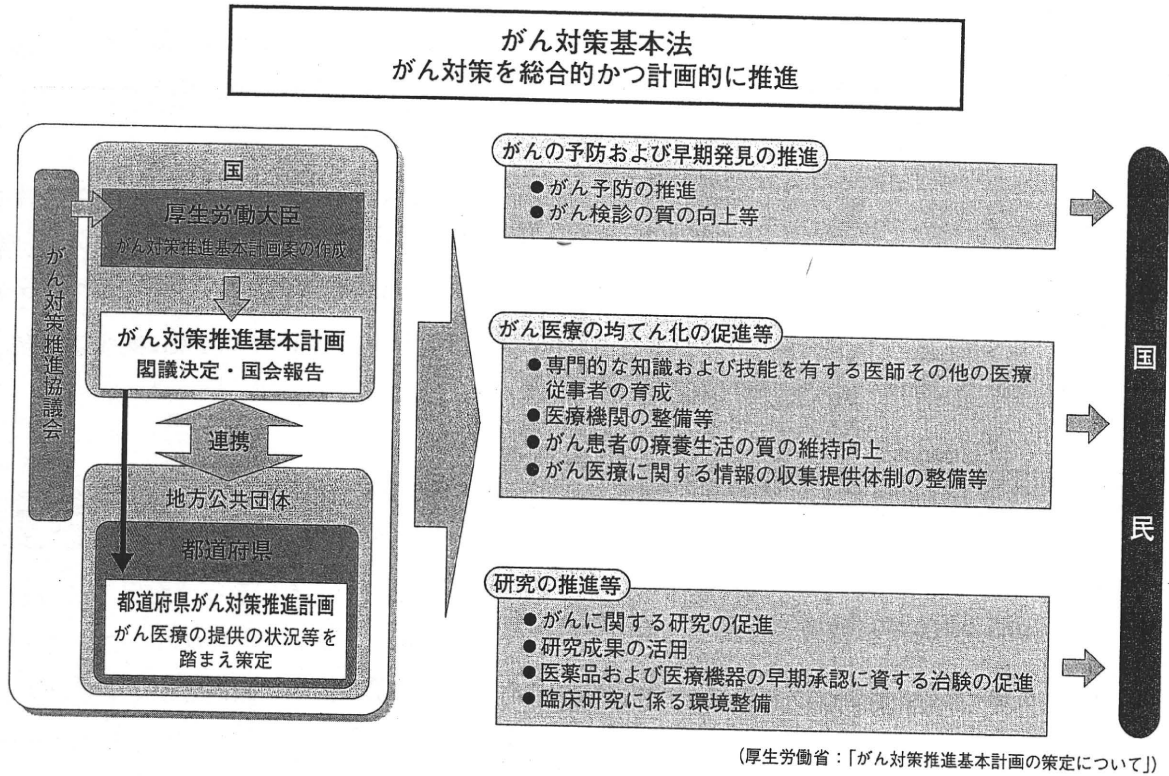 がん対策基本法
がん対策を総合的かつ計画的に推進
がん対策推進協議会
国
厚生労働大臣
がん対策推進基本計画案の作成
がん対策推進基本計画
閣議決定・国会報告
連携
地方公共団体
都道府県
都道府県がん対策推進計画
がん医療の提供の状況等を
踏まえ策定
がんの予防および早期発見の推進
●がん予防の推進
●がん検診の質の向上等
がん医療の均てん化の促進等
●専門的な知識および技能を有する医師その他の医療
従事者の育成
●医療機関の整備等
●がん患者の療養生活の質の維持向上
●がん医療に関する情報の収集提供体制の整備等
研究の推進等
●がんに関する研究の促進
●研究成果の活用
●医薬品および医療機器の早期承認に資する治験の促進
●臨床研究に係る環境整備
国民
(厚生労働省：「がん対策推進基本計画の策定について」)